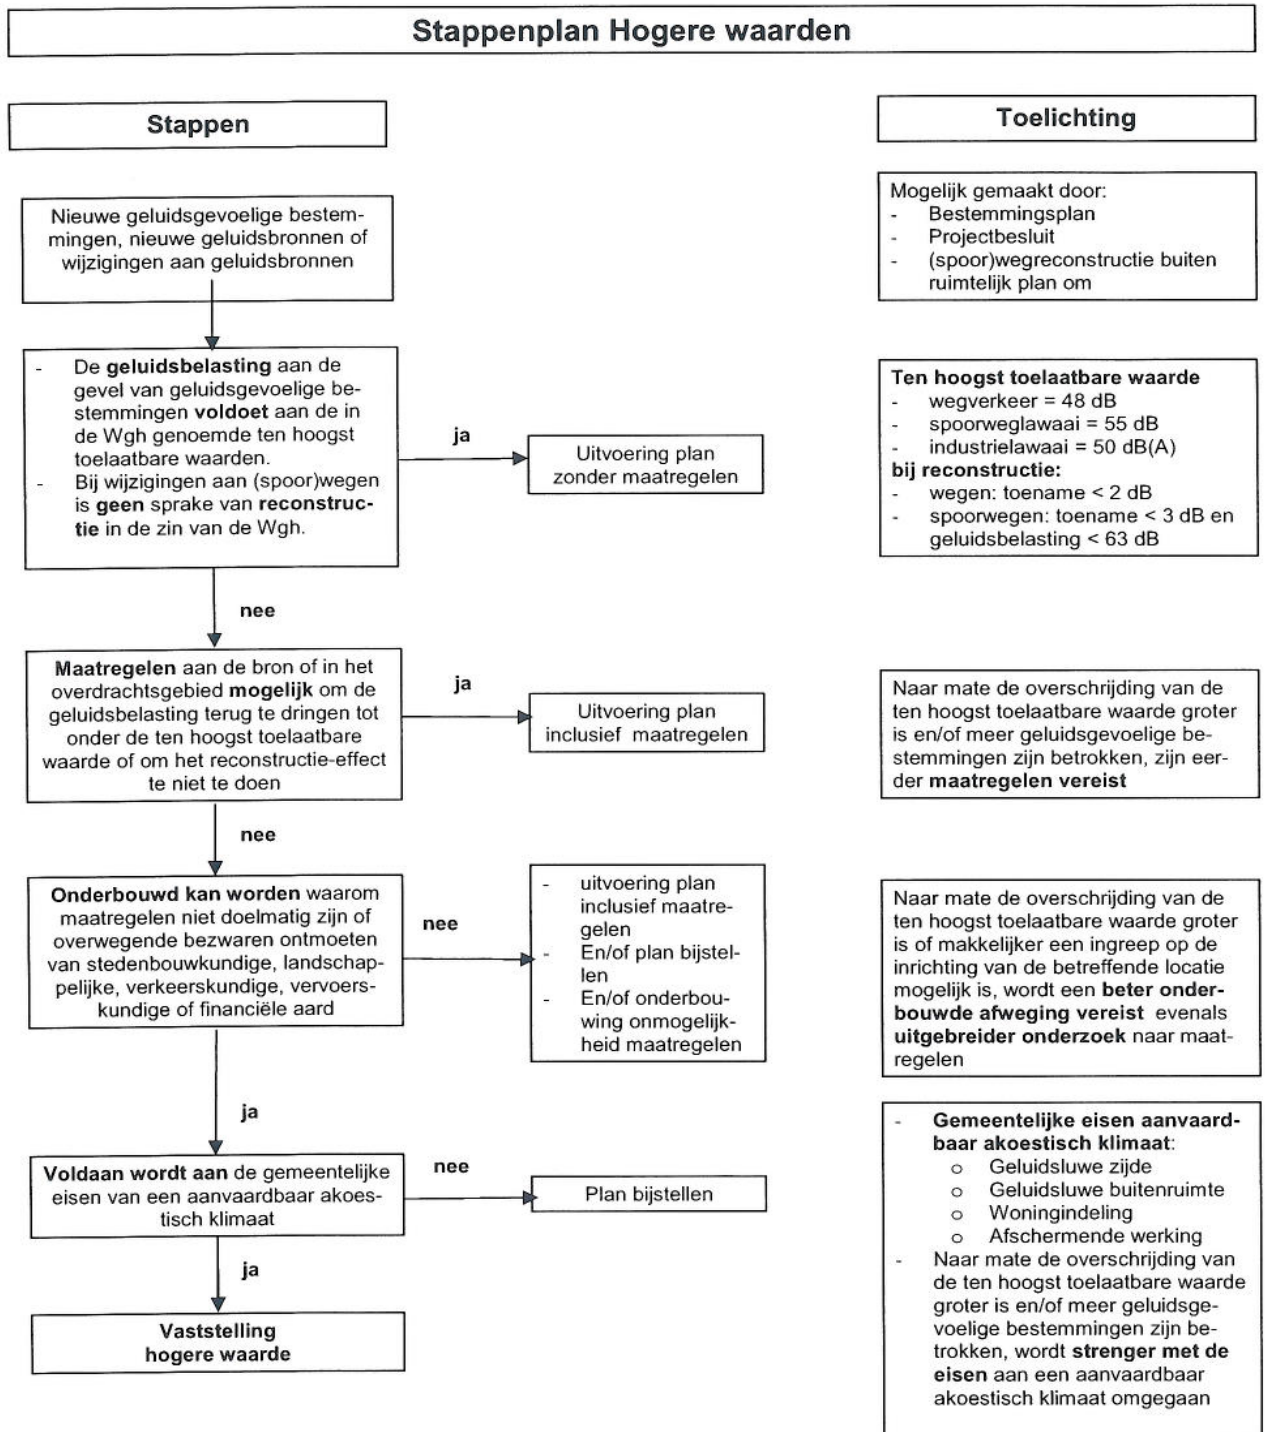 Stappenplan Hogere waarden
Stappen
Toelichting
Nieuwe geluidsgevoelige bestem-
mingen, nieuwe geluidsbronnen of
wijzigingen aan geluidsbronnen
Mogelijk gemaakt door:
- Bestemmingsplan
- Projectbesluit
- (spoor)wegreconstructie buiten
ruimtelijk plan om
- De geluidsbelasting aan de
gevel van geluidsgevoelige be-
stemmingen voldoet aan de in
de Wgh genoemde ten hoogst
toelaatbare waarden.
- Bij wijzigingen aan (spoor)wegen
is geen sprake van reconstruc-
tie in de zin van de Wgh.
ja
Uitvoering plan
zonder maatregelen
Ten hoogst toelaatbare waarde
- wegverkeer = 48 dB
- spoorweglawaai = 55 dB
- industrielawaai = 50 dB(A)
bij reconstructie:
- wegen: toename < 2 dB
- spoorwegen: toename < 3 dB en
geluidsbelasting < 63 dB
nee
Maatregelen aan de bron of in het
overdrachtsgebied mogelijk om de
geluidsbelasting terug te dringen tot
onder de ten hoogst toelaatbare
waarde of om het reconstructie-effect
te niet te doen
ja
Uitvoering plan
inclusief maatregelen
Naar mate de overschrijding van de
ten hoogst toelaatbare waarde groter
is en/of meer geluidsgevoelige be-
stemmingen zijn betrokken, zijn eer-
der maatregelen vereist
nee
Onderbouwd kan worden waarom
maatregelen niet doelmatig zijn of
overwegende bezwaren ontmoeten
van stedenbouwkundige, landschap-
pelijke, verkeerskundige, vervoers-
kundige of financiële aard
nee
- uitvoering plan
inclusief maatre-
gelen
- En/of plan bijstel-
len
- En/of onderbou-
wing onmogelijk-
heid maatregelen
Naar mate de overschrijding van de
ten hoogst toelaatbare waarde groter
is of makkelijker een ingreep op de
inrichting van de betreffende locatie
mogelijk is, wordt een beter onder-
bouwde afweging vereist evenals
uitgebreider onderzoek naar maat-
regelen
ja
Voldaan wordt aan de gemeentelijke
eisen van een aanvaardbaar akoes-
tisch klimaat
nee
Plan bijstellen
- Gemeentelijke eisen aanvaard-
baar akoestisch klimaat:
o Geluidsluwe zijde
o Geluidsluwe buitenruimte
o Woningindeling
o Afschermende werking
- Naar mate de overschrijding van
de ten hoogst toelaatbare waarde
groter is en/of meer geluidsge-
voelige bestemmingen zijn be-
trokken, wordt strenger met de
eisen aan een aanvaardbaar
akoestisch klimaat omgegaan
ja
Vaststelling
hogere waarde